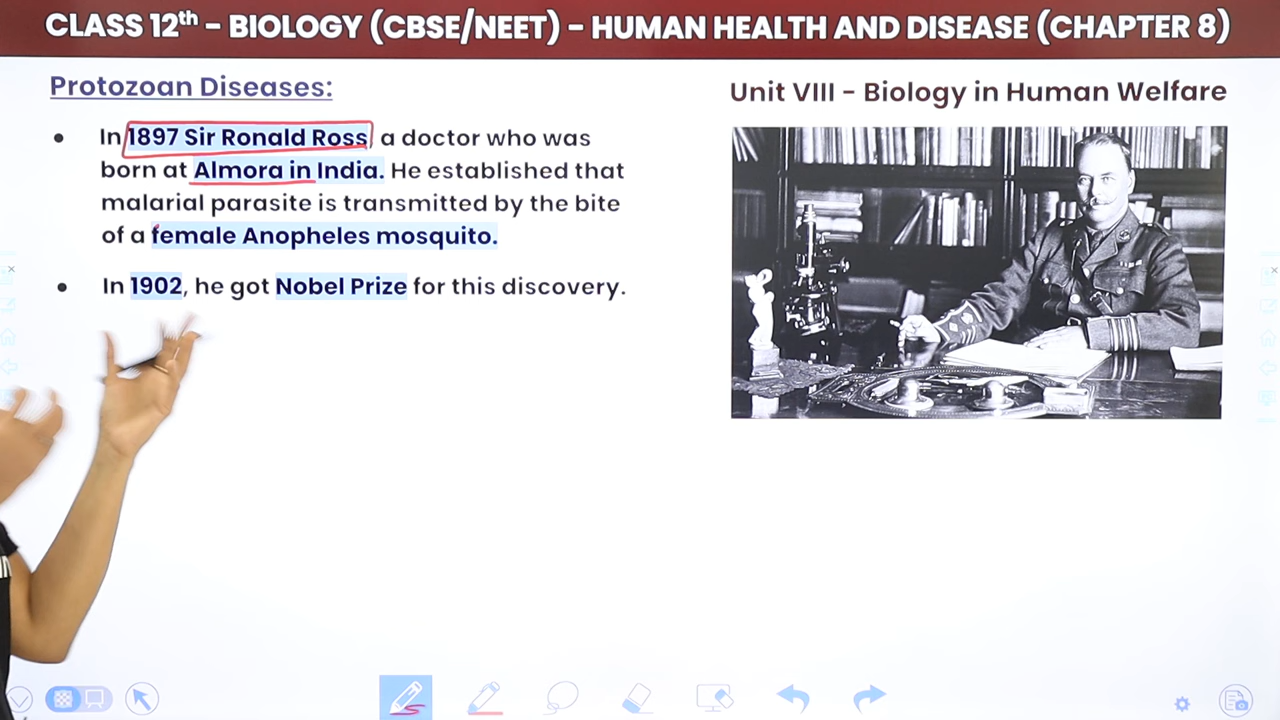 CLASS 12th – BIOLOGY (CBSE/NEET) – HUMAN HEALTH AND DISEASE (CHAPTER 8)
Protozoan Diseases:
Unit VIII – Biology in Human Welfare
• In 1897 Sir Ronald Ross, a doctor who was
born at Almora in India. He established that
malarial parasite is transmitted by the bite
of a female Anopheles mosquito.
• In 1902, he got Nobel Prize for this discovery.